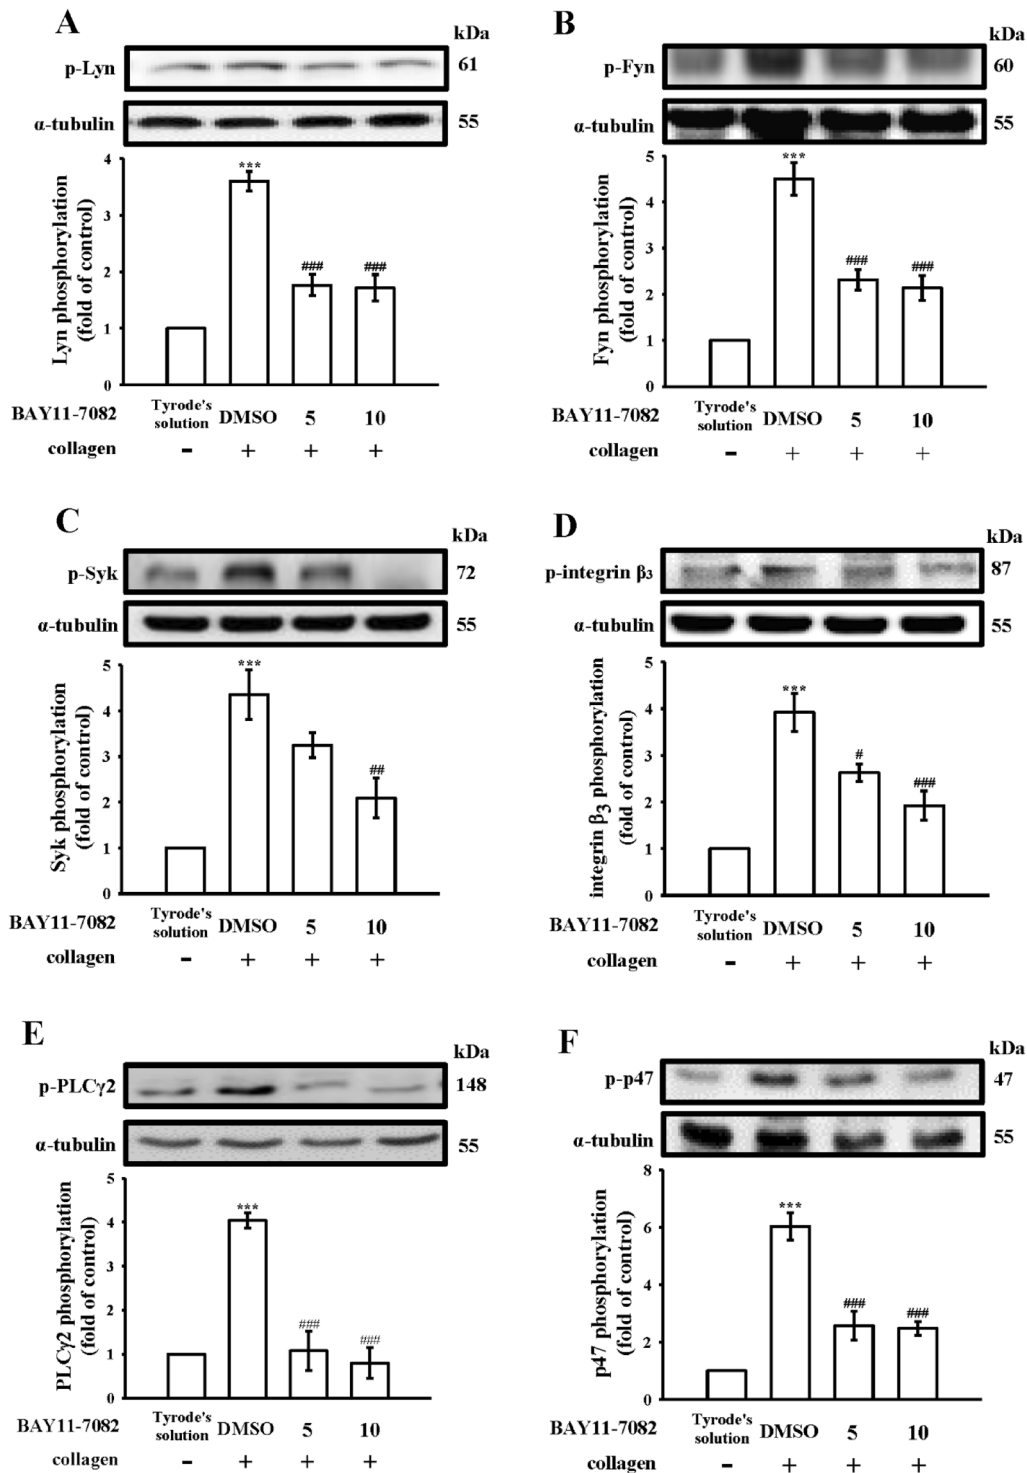 A
kDa
p-Lyn
61
α-tubulin
55
Lyn phosphorylation
(fold of control)
4
3
2
1
0
***
###
###
BAY11-7082
Tyrode's
solution
DMSO
5
10
collagen
-
+
+
+
B
kDa
p-Fyn
60
α-tubulin
55
Fyn phosphorylation
(fold of control)
5
4
3
2
1
0
***
###
###
BAY11-7082
Tyrode's
solution
DMSO
5
10
collagen
-
+
+
+
C
kDa
p-Syk
72
α-tubulin
55
Syk phosphorylation
(fold of control)
5
4
3
2
1
0
***
##
BAY11-7082
Tyrode's
solution
DMSO
5
10
collagen
-
+
+
+
D
kDa
p-integrin β3
87
α-tubulin
55
integrin β3 phosphorylation
(fold of control)
5
4
3
2
1
0
***
#
###
BAY11-7082
Tyrode's
solution
DMSO
5
10
collagen
-
+
+
+
E
kDa
p-PLCγ2
148
α-tubulin
55
PLCγ2 phosphorylation
(fold of control)
5
4
3
2
1
0
***
###
###
BAY11-7082
Tyrode's
solution
DMSO
5
10
collagen
-
+
+
+
F
kDa
p-p47
47
α-tubulin
55
p47 phosphorylation
(fold of control)
8
6
4
2
0
***
###
###
BAY11-7082
Tyrode's
solution
DMSO
5
10
collagen
-
+
+
+